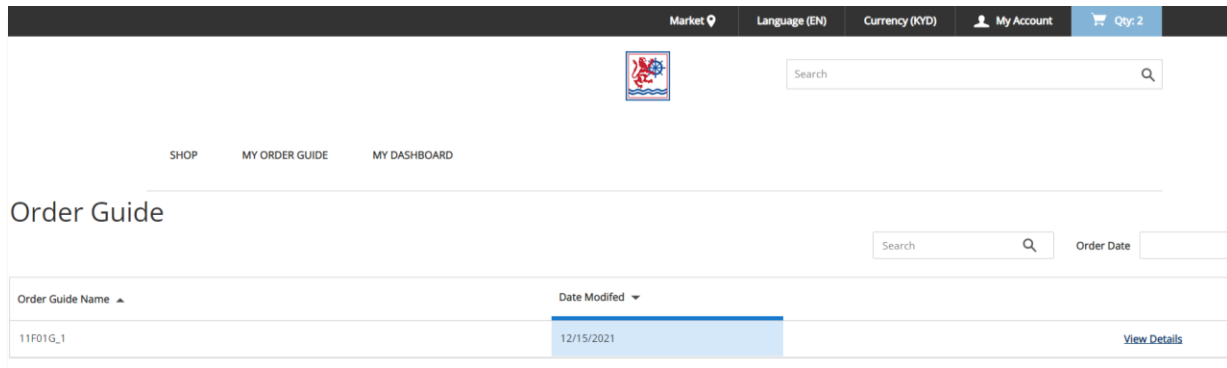 Market Language (EN) Currency (KYD) My Account Qty: 2
Search
SHOP MY ORDER GUIDE MY DASHBOARD
Order Guide
Search Order Date
Order Guide Name Date Modifed
11F01G_1 12/15/2021 View Details